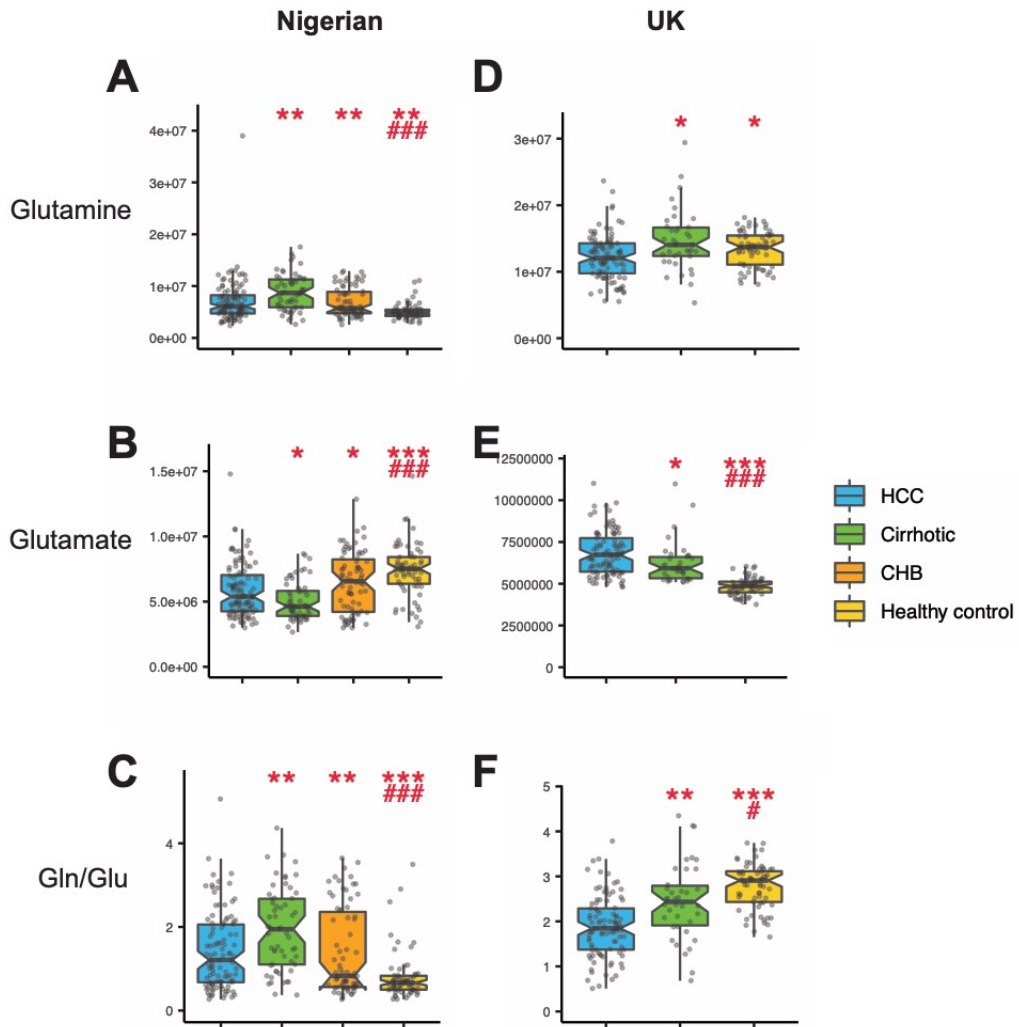 Nigerian
UK
A
** ** **
###
4e+07
3e+07
Glutamine
2e+07
1e+07
0e+00
D
* *
3e+07
2e+07
1e+07
0e+00
B
* * ***
###
1.5e+07
1.0e+07
Glutamate
5.0e+06
0.0e+00
E
* ***
###
12500000
10000000
7500000
5000000
2500000
0
HCC
Cirrhotic
CHB
Healthy control
C
** ** ***
###
4
Gln/Glu
2
0
F
** ***
#
5
4
3
2
1
0